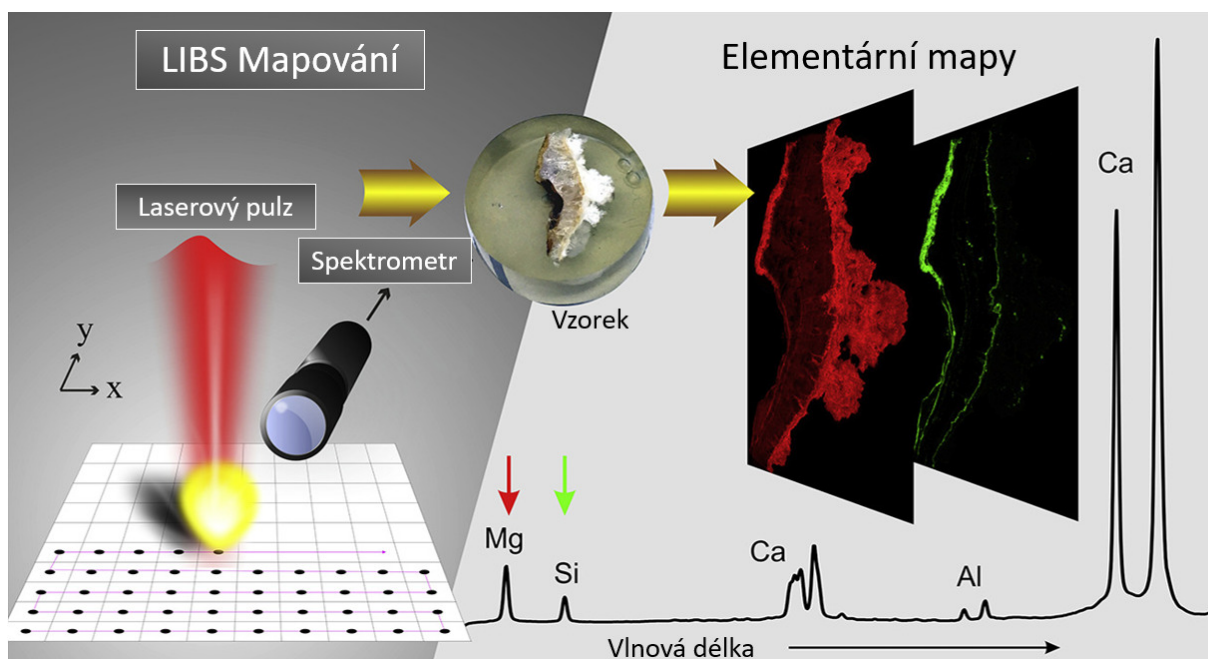 LIBS Mapování
Elementární mapy
Laserový pulz
Spektrometr
Vzorek
y
x
Ca
Mg
Si
Ca
Al
Vlnová délka